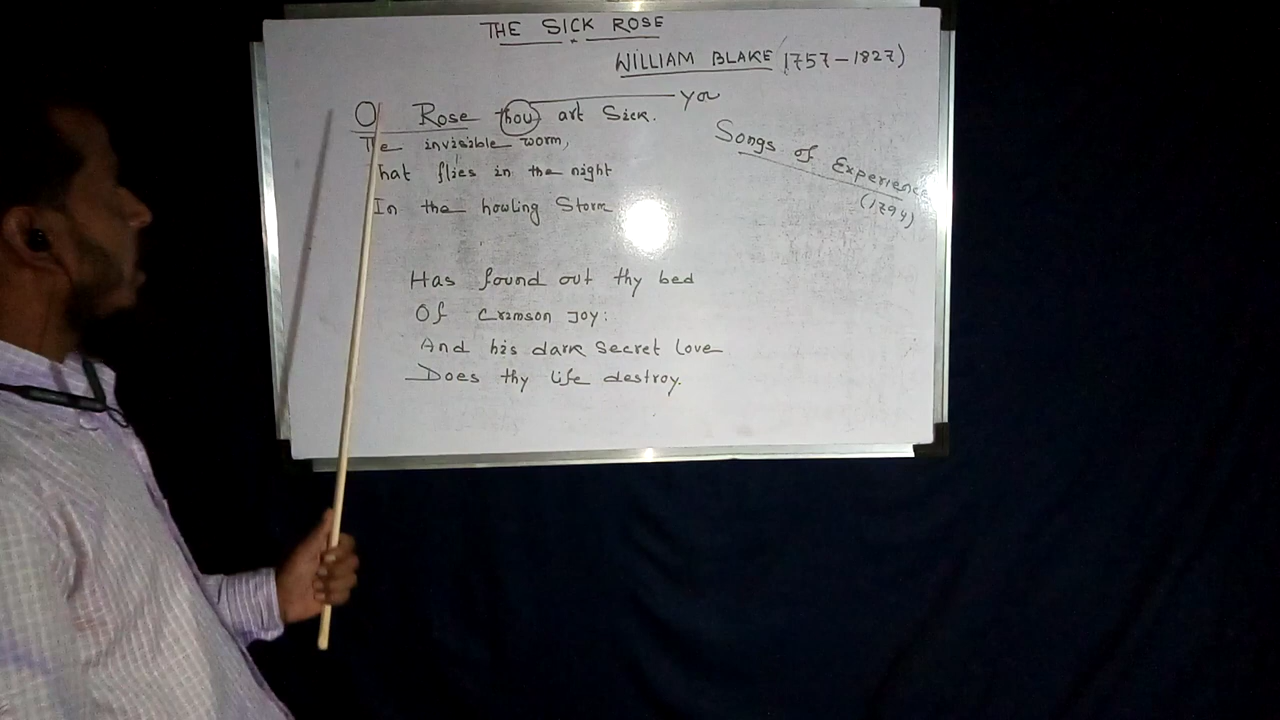 THE SICK ROSE
WILLIAM BLAKE (1757-1827)
you
O Rose thou art Sick.
The invisible worm,
That flies in the night
In the howling Storm
Songs of Experience
(1794)
Has found out thy bed
Of Crimson Joy:
And his dark secret love
Does thy life destroy.